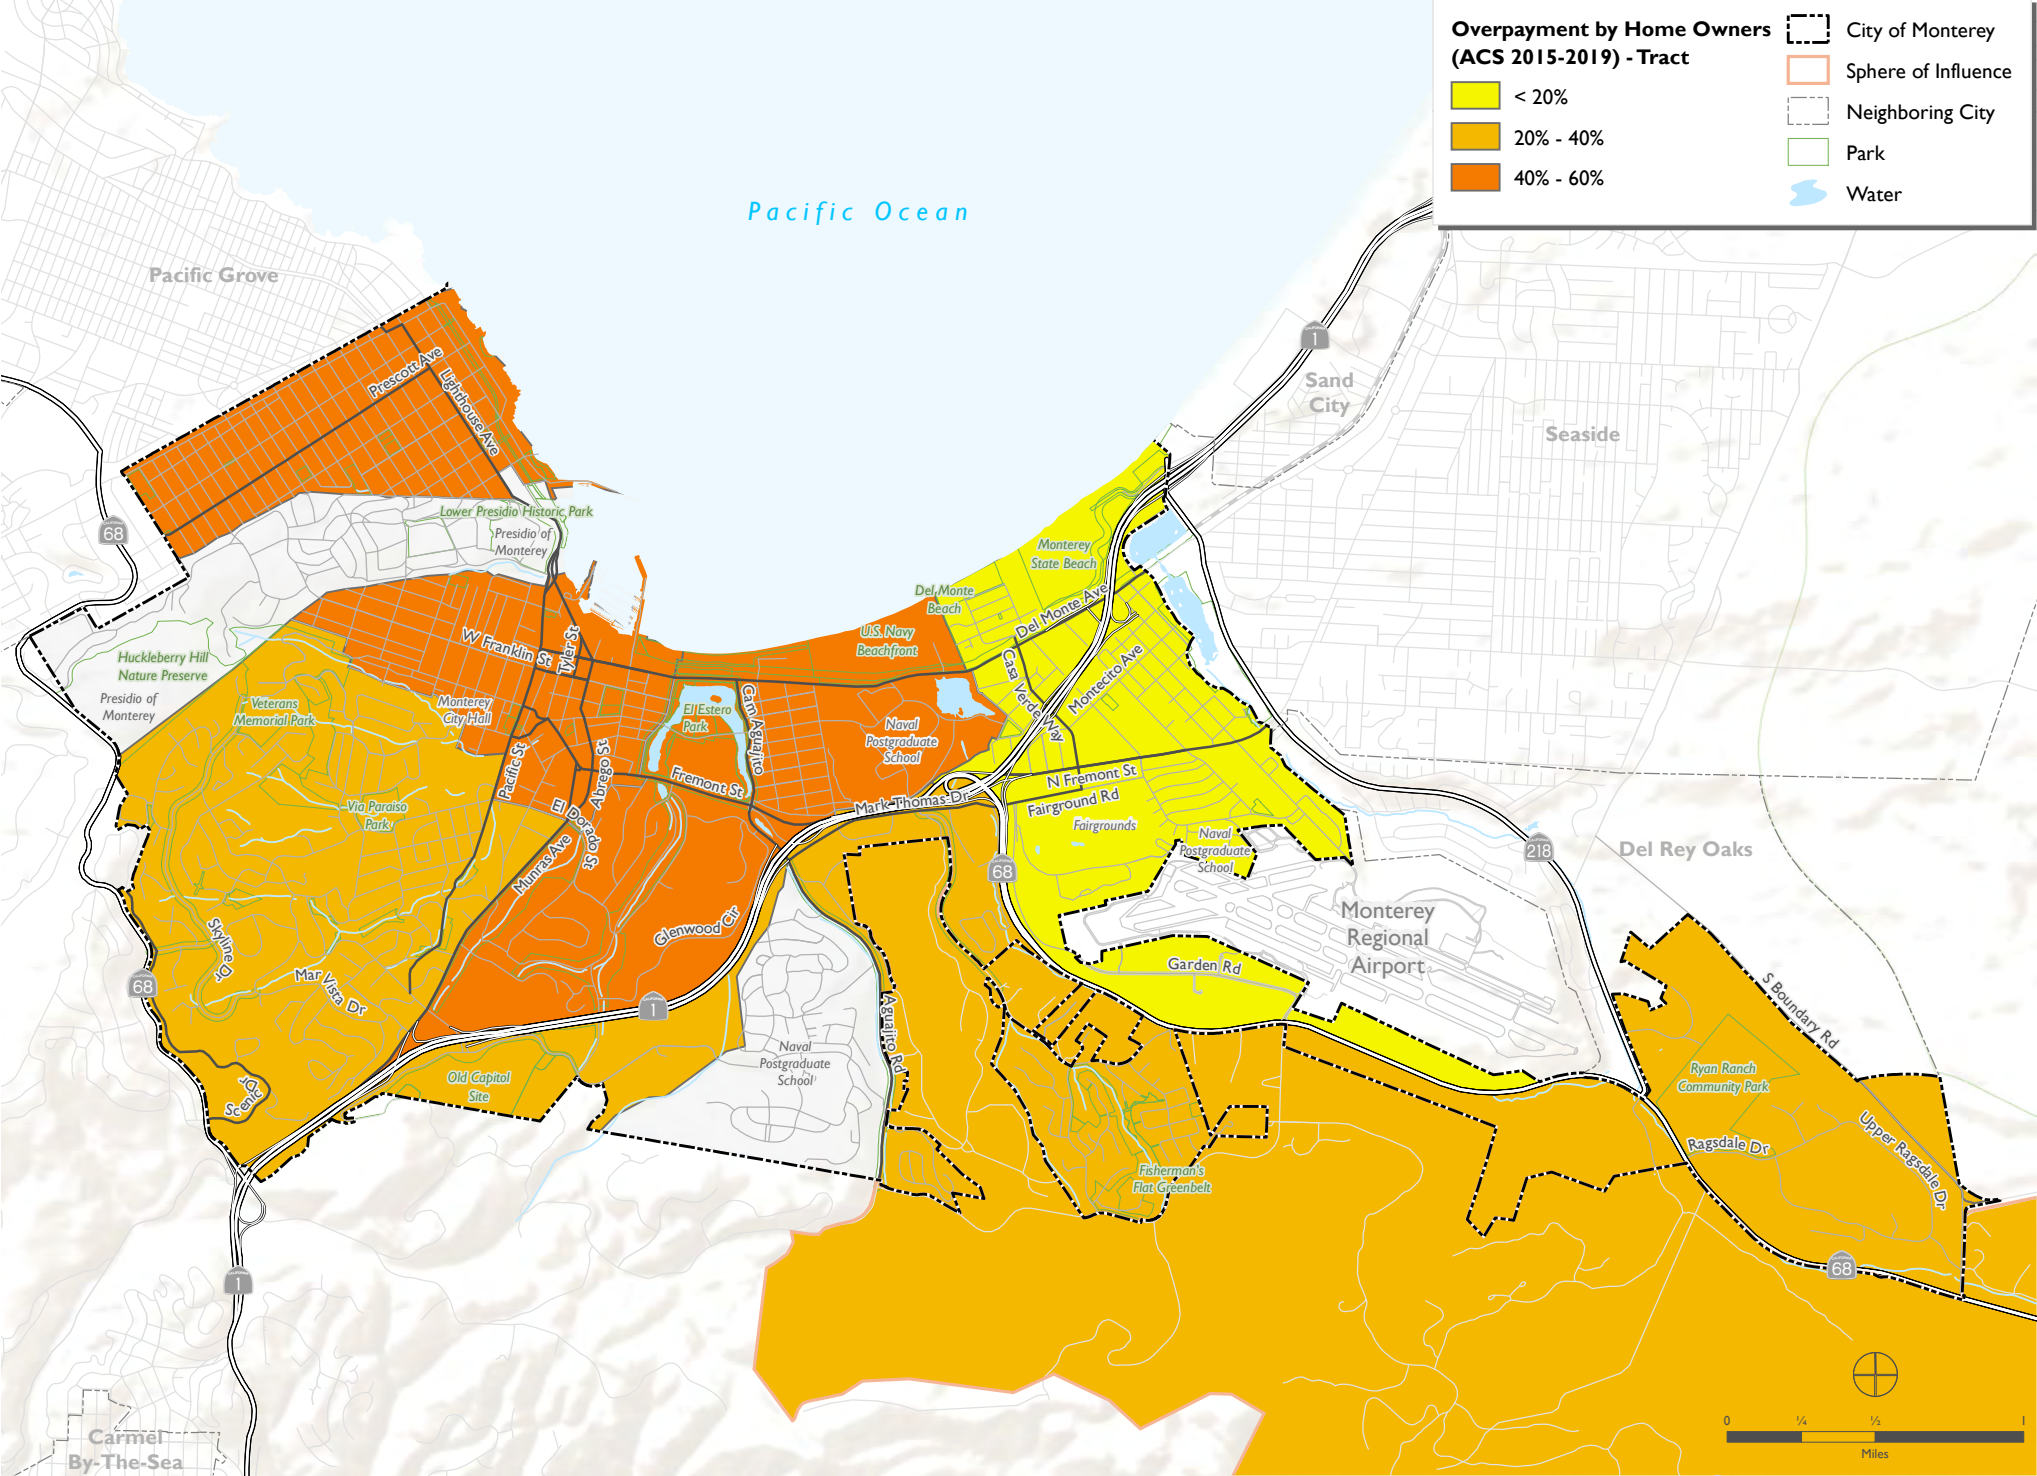 Overpayment by Home Owners
(ACS 2015-2019) - Tract
< 20%
20% - 40%
40% - 60%
City of Monterey
Sphere of Influence
Neighboring City
Park
Water
Pacific Ocean
Pacific Grove
Sand
City
Seaside
Del Rey Oaks
Carmel
By-The-Sea
1
68
218
68
68
1
1
68
Prescott Ave
Lighthouse Ave
Lower Presidio Historic Park
Presidio of
Monterey
Huckleberry Hill
Nature Preserve
Presidio of
Monterey
Veterans
Memorial Park
Monterey
City Hall
W Franklin St
Tyler St
Via Paraiso
Park
Pacific St
Abrego St
El Dorado St
Munras Ave
El Estero
Park
Cam Aguajito
Fremont St
U.S. Navy
Beachfront
Del Monte
Beach
Monterey
State Beach
Del Monte Ave
Casa Verde Way
Montecito Ave
Naval
Postgraduate
School
Mark Thomas Dr
N Fremont St
Fairground Rd
Fairgrounds
Naval
Postgraduate
School
Monterey
Regional
Airport
Garden Rd
Glenwood Cir
Skyline Dr
Mar Vista Dr
Scenic Dr
Old Capitol
Site
Naval
Postgraduate
School
Aguajito Rd
Fisherman's
Flat Greenbelt
S Boundary Rd
Ryan Ranch
Community Park
Ragsdale Dr
Upper Ragsdale Dr
0 ¼ ½ 1
Miles